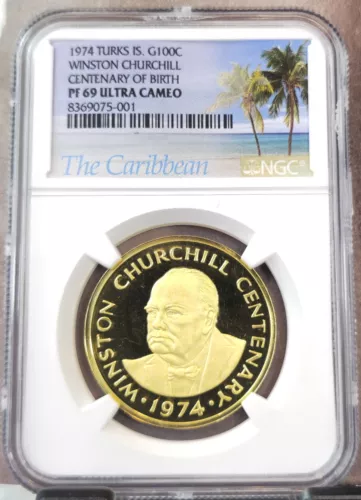 1974 TURKS IS. G100C
WINSTON CHURCHILL
CENTENARY OF BIRTH
PF 69 ULTRA CAMEO
8369075-001
The Caribbean
NGC
WINSTON CHURCHILL CENTENARY
· 1974 ·